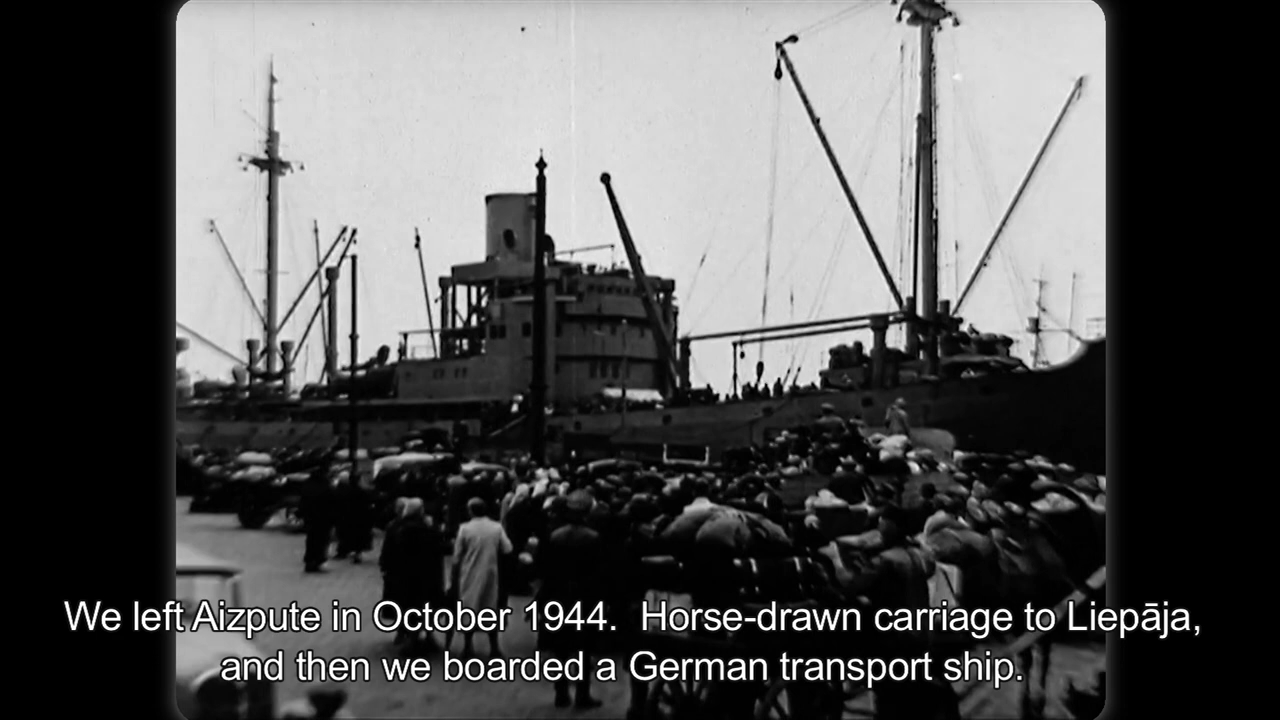 We left Aizpute in October 1944.  Horse-drawn carriage to Liepāja,
and then we boarded a German transport ship.